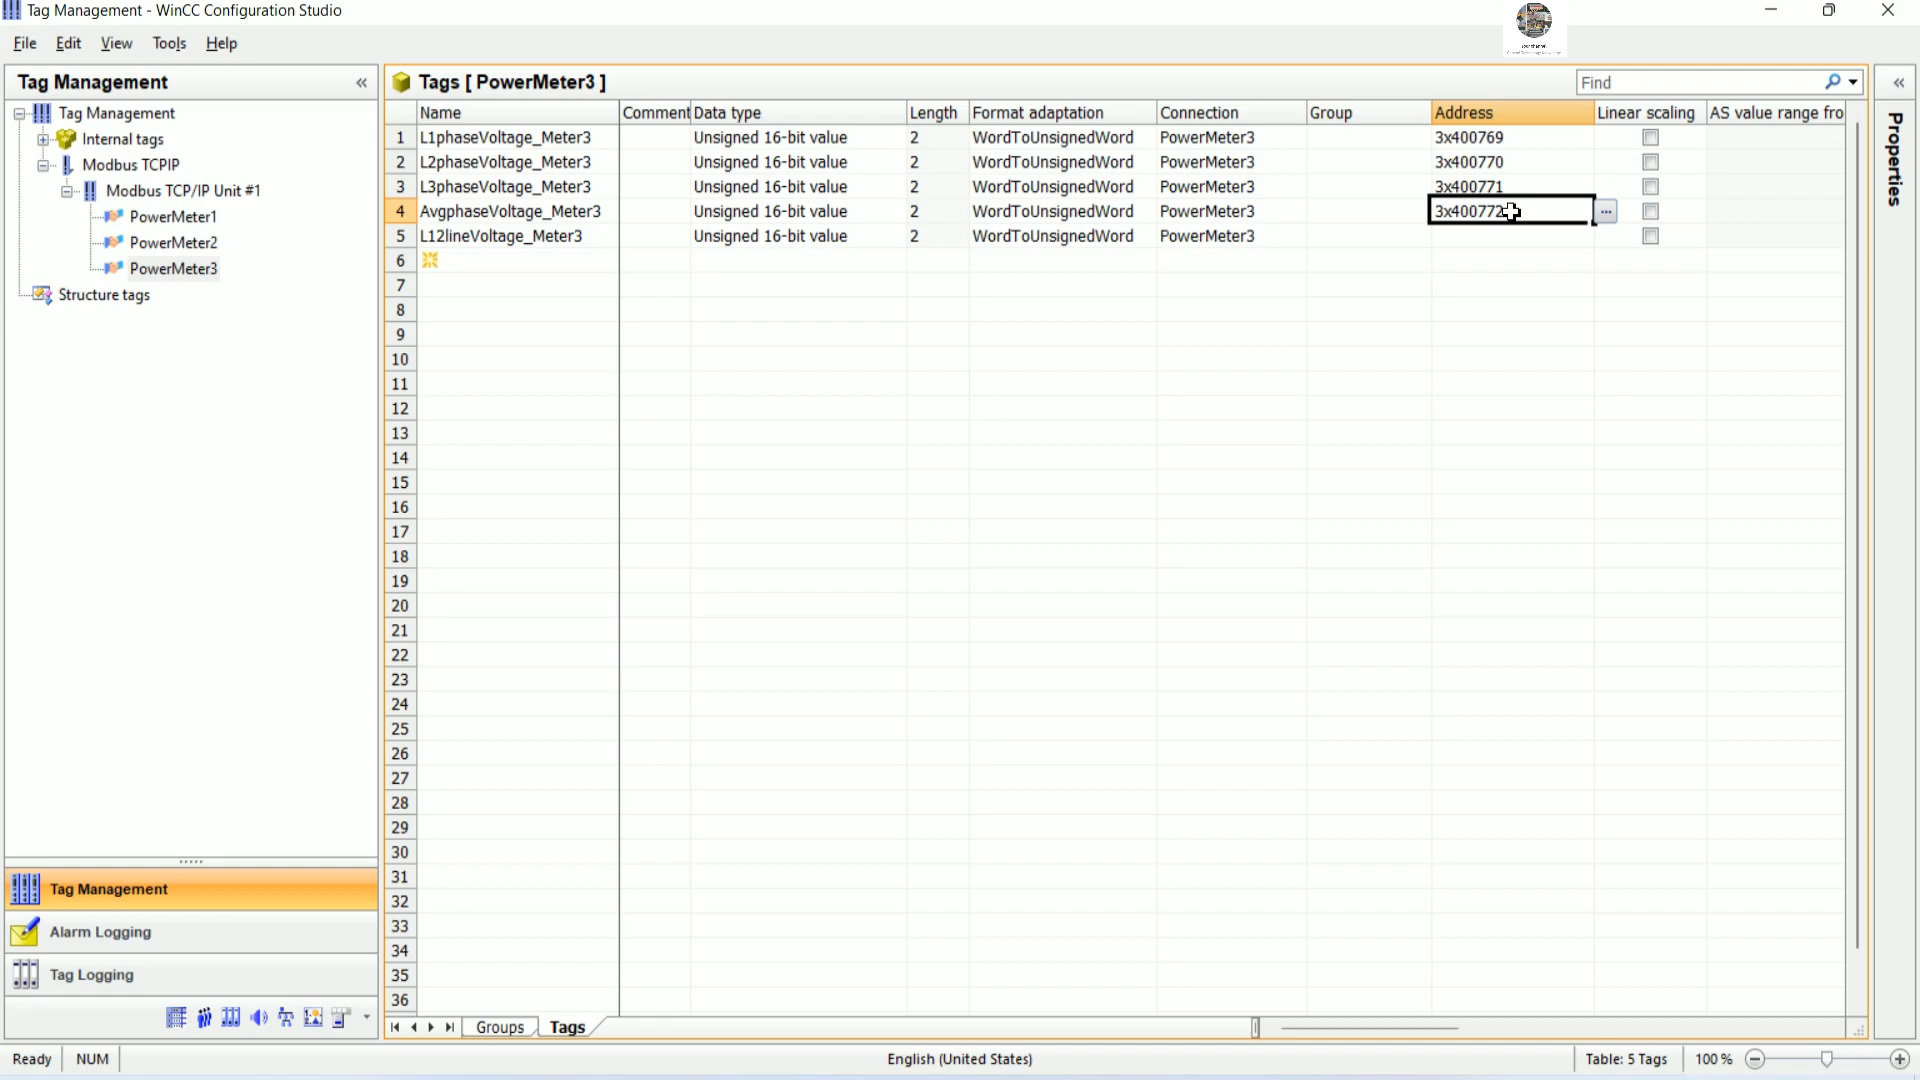 Tag Management - WinCC Configuration Studio
File Edit View Tools Help
Tag Management «
Tag Management
Internal tags
Modbus TCPIP
Modbus TCP/IP Unit #1
PowerMeter1
PowerMeter2
PowerMeter3
Structure tags
Tags [ PowerMeter3 ] Find
Name Comment Data type Length Format adaptation Connection Group Address Linear scaling AS value range fro
1 L1phaseVoltage_Meter3 Unsigned 16-bit value 2 WordToUnsignedWord PowerMeter3 3x400769
2 L2phaseVoltage_Meter3 Unsigned 16-bit value 2 WordToUnsignedWord PowerMeter3 3x400770
3 L3phaseVoltage_Meter3 Unsigned 16-bit value 2 WordToUnsignedWord PowerMeter3 3x400771
4 AvgphaseVoltage_Meter3 Unsigned 16-bit value 2 WordToUnsignedWord PowerMeter3 3x400772 ...
5 L12lineVoltage_Meter3 Unsigned 16-bit value 2 WordToUnsignedWord PowerMeter3
6
7
8
9
10
11
12
13
14
15
16
17
18
19
20
21
22
23
24
25
26
27
28
29
30
31
32
33
34
35
36
« Properties
Tag Management
Alarm Logging
Tag Logging
Groups Tags
Ready NUM English (United States) Table: 5 Tags 100 %